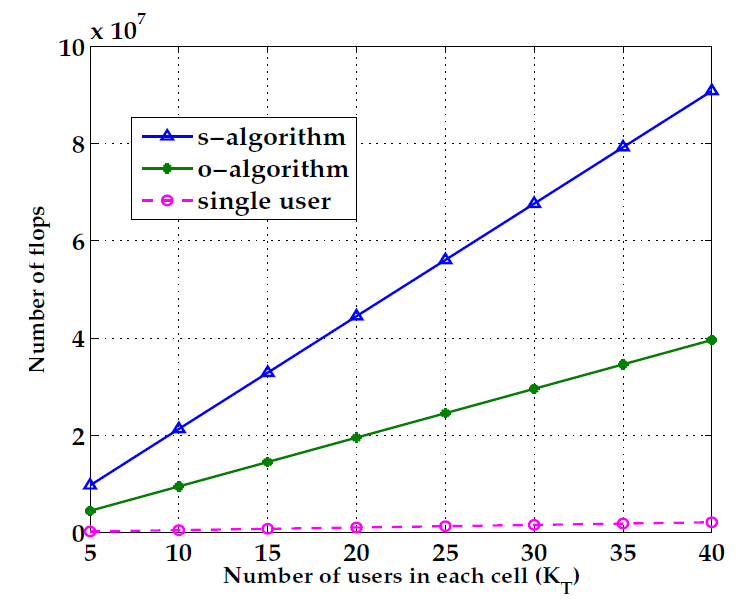 x 10^7
10
8
6
4
2
0
Number of flops
s−algorithm
o−algorithm
single user
5 10 15 20 25 30 35 40
Number of users in each cell (K_T)